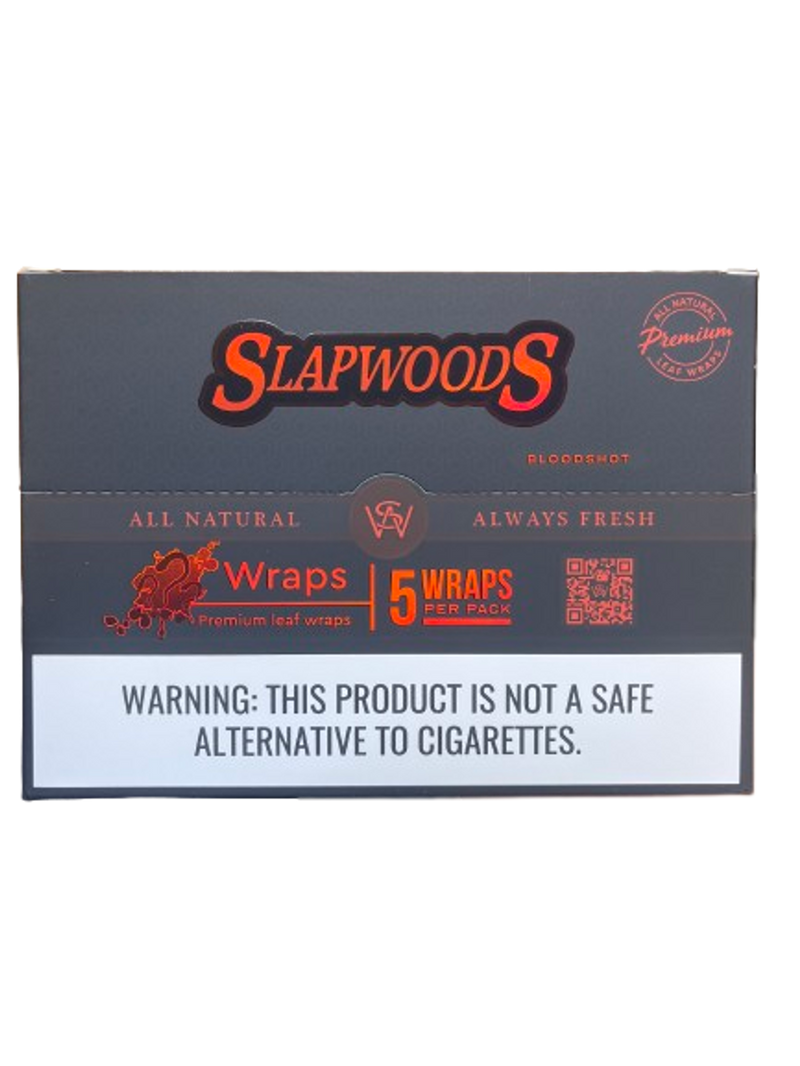 SLAPWOODS
ALL NATURAL
Premium
LEAF WRAPS
BLOODSHOT
ALL NATURAL
SW
ALWAYS FRESH
Wraps
Premium leaf wraps
5 WRAPS
PER PACK
WARNING: THIS PRODUCT IS NOT A SAFE
ALTERNATIVE TO CIGARETTES.